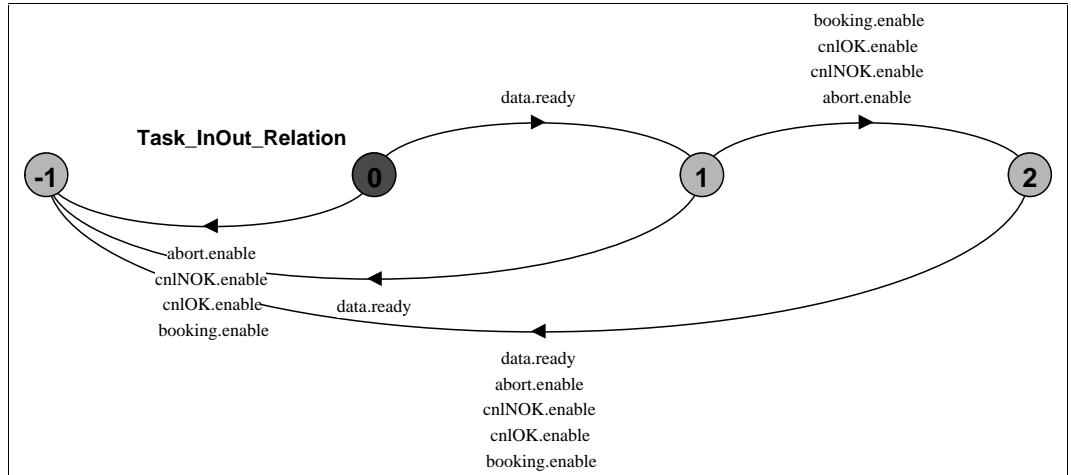 booking.enable
cnlOK.enable
cnlNOK.enable
abort.enable
data.ready
Task_InOut_Relation
-1
0
1
2
abort.enable
cnlNOK.enable
cnlOK.enable
booking.enable
data.ready
data.ready
abort.enable
cnlNOK.enable
cnlOK.enable
booking.enable